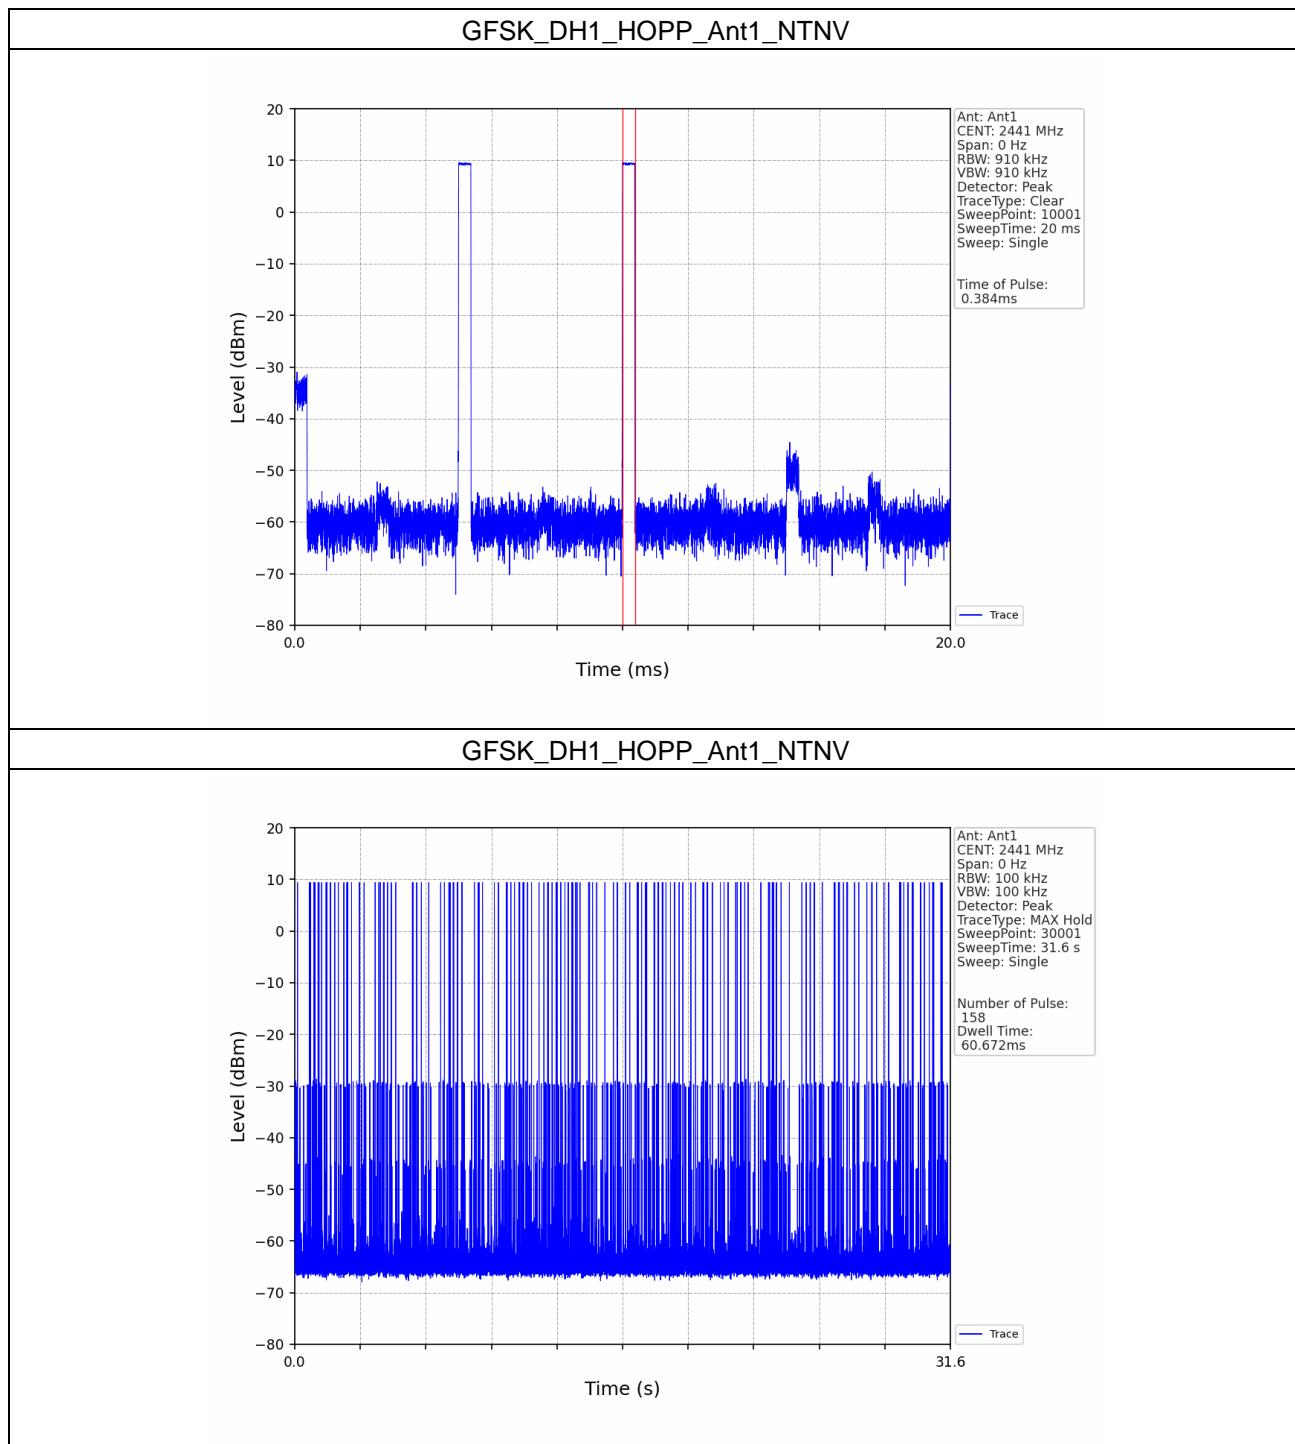 GFSK_DH1_HOPP_Ant1_NTNV
20
10
0
−10
−20
−30
−40
−50
−60
−70
−80
Level (dBm)
0.0
20.0
Time (ms)
Ant: Ant1
CENT: 2441 MHz
Span: 0 Hz
RBW: 910 kHz
VBW: 910 kHz
Detector: Peak
TraceType: Clear
SweepPoint: 10001
SweepTime: 20 ms
Sweep: Single
Time of Pulse:
0.384ms
Trace
GFSK_DH1_HOPP_Ant1_NTNV
20
10
0
−10
−20
−30
−40
−50
−60
−70
−80
Level (dBm)
0.0
31.6
Time (s)
Ant: Ant1
CENT: 2441 MHz
Span: 0 Hz
RBW: 100 kHz
VBW: 100 kHz
Detector: Peak
TraceType: MAX Hold
SweepPoint: 30001
SweepTime: 31.6 s
Sweep: Single
Number of Pulse:
158
Dwell Time:
60.672ms
Trace